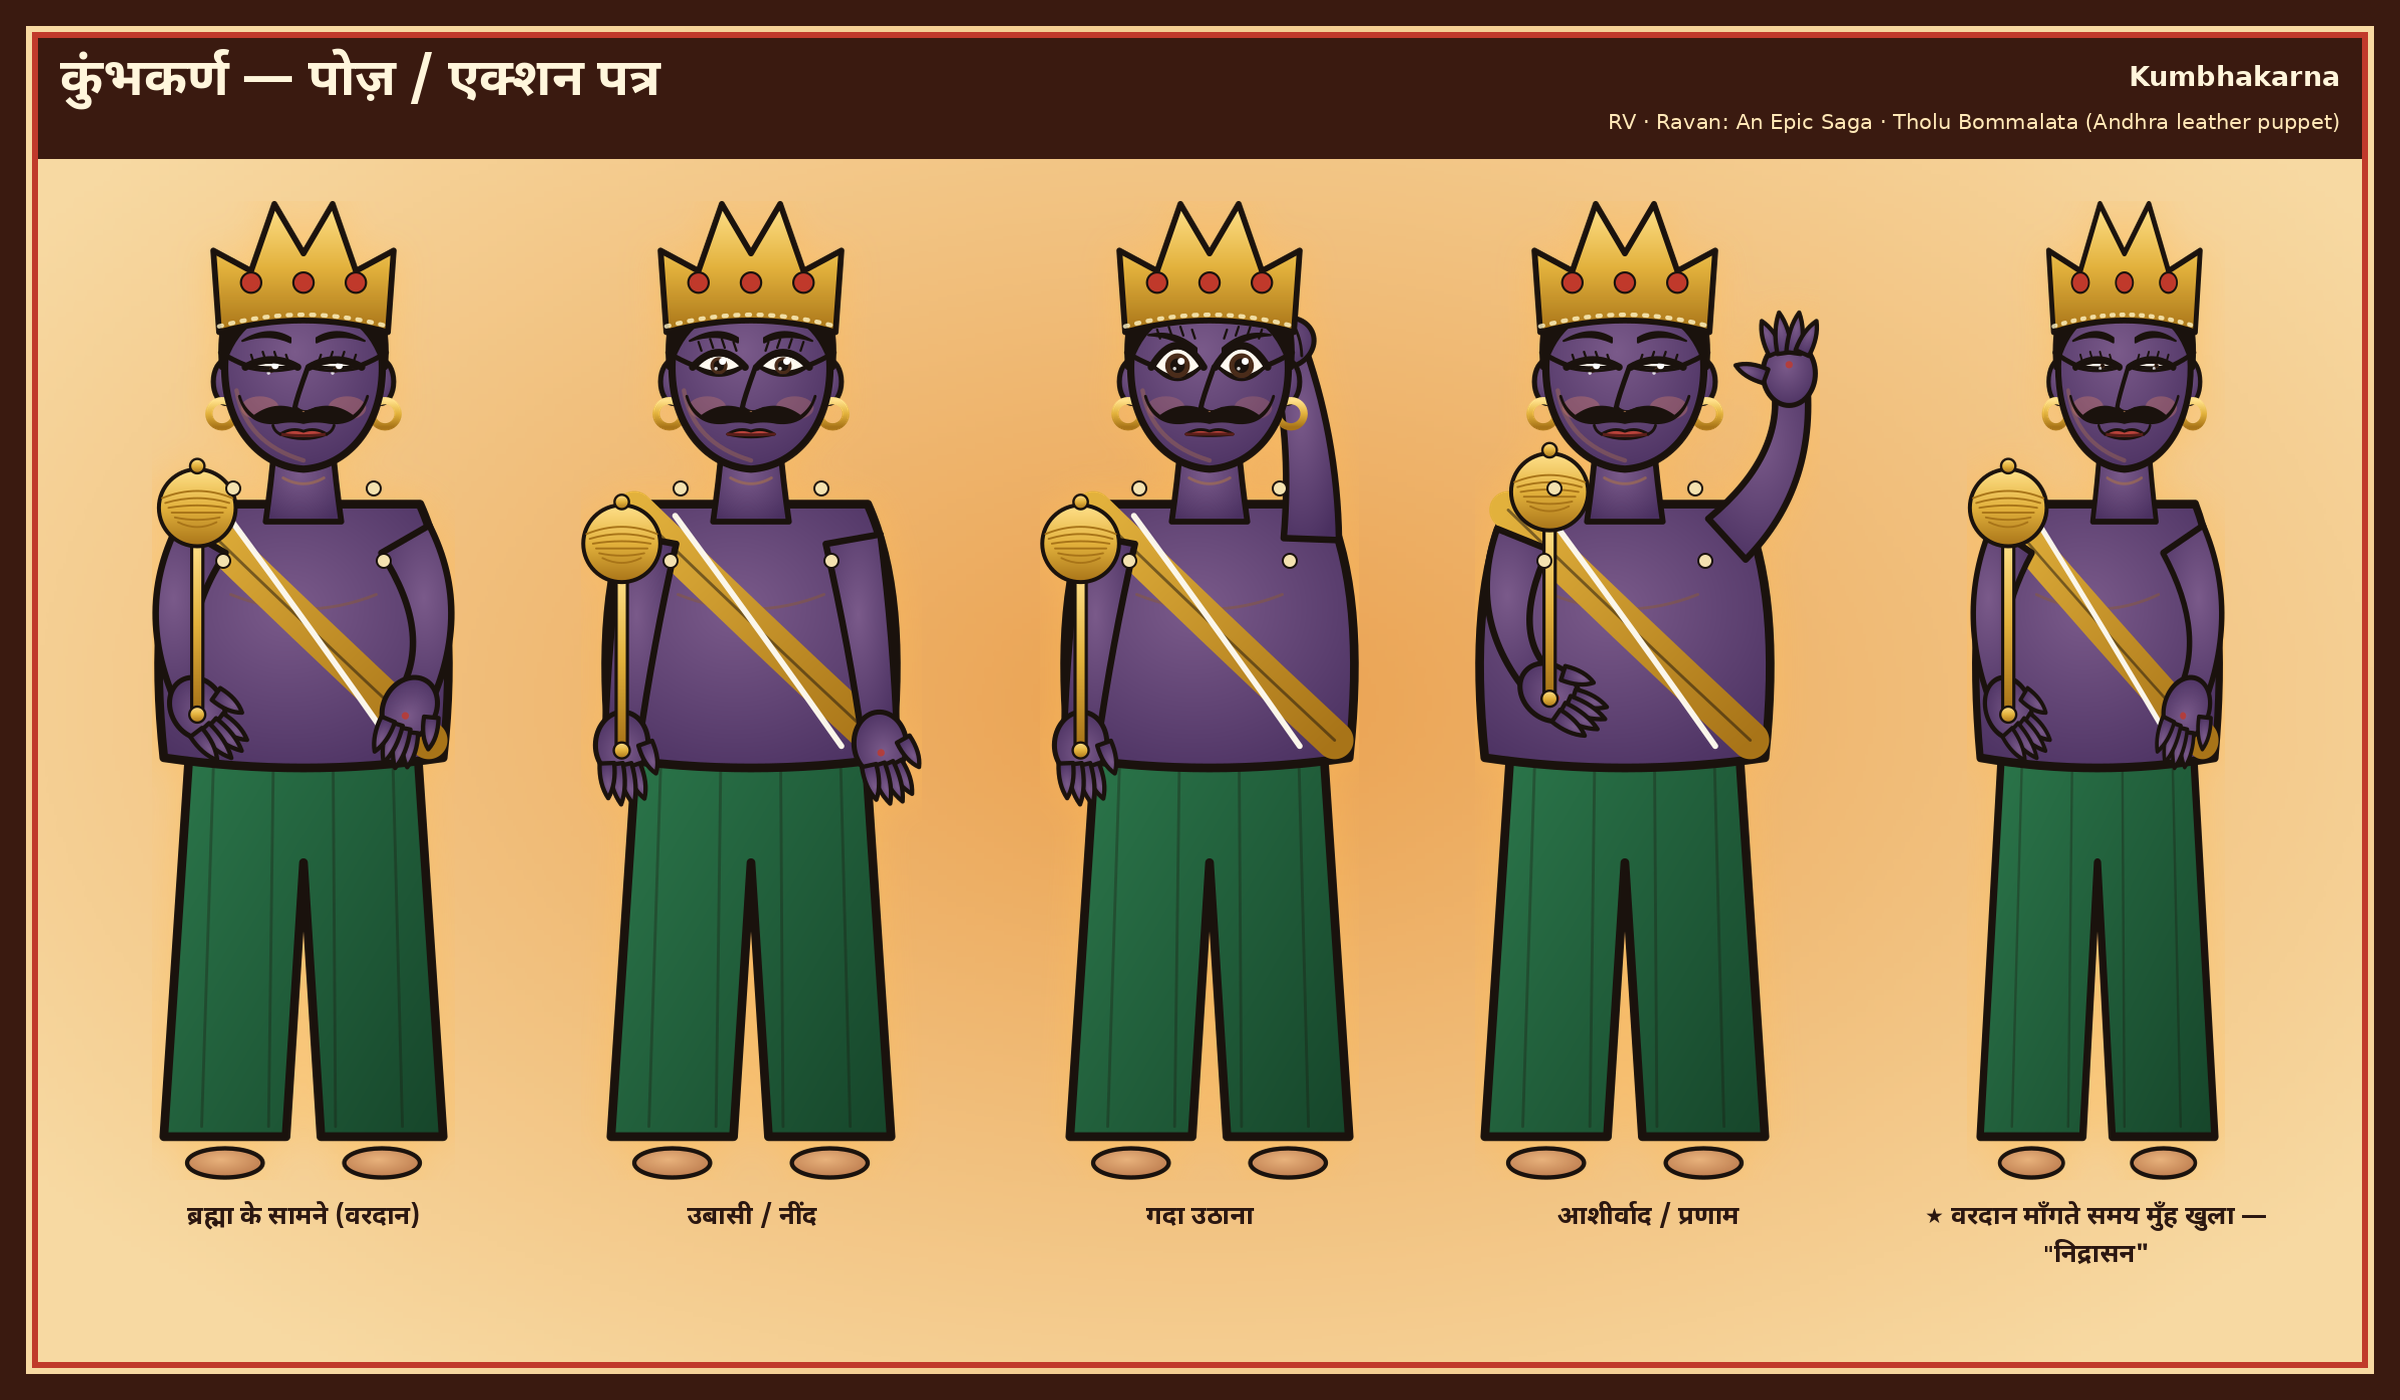 कुंभकर्ण — पोज़ / एक्शन पत्र
Kumbhakarna
RV · Ravan: An Epic Saga · Tholu Bommalata (Andhra leather puppet)
ब्रह्मा के सामने (वरदान)
उबासी / नींद
गदा उठाना
आशीर्वाद / प्रणाम
★ वरदान माँगते समय मुँह खुला —
"निद्रासन"